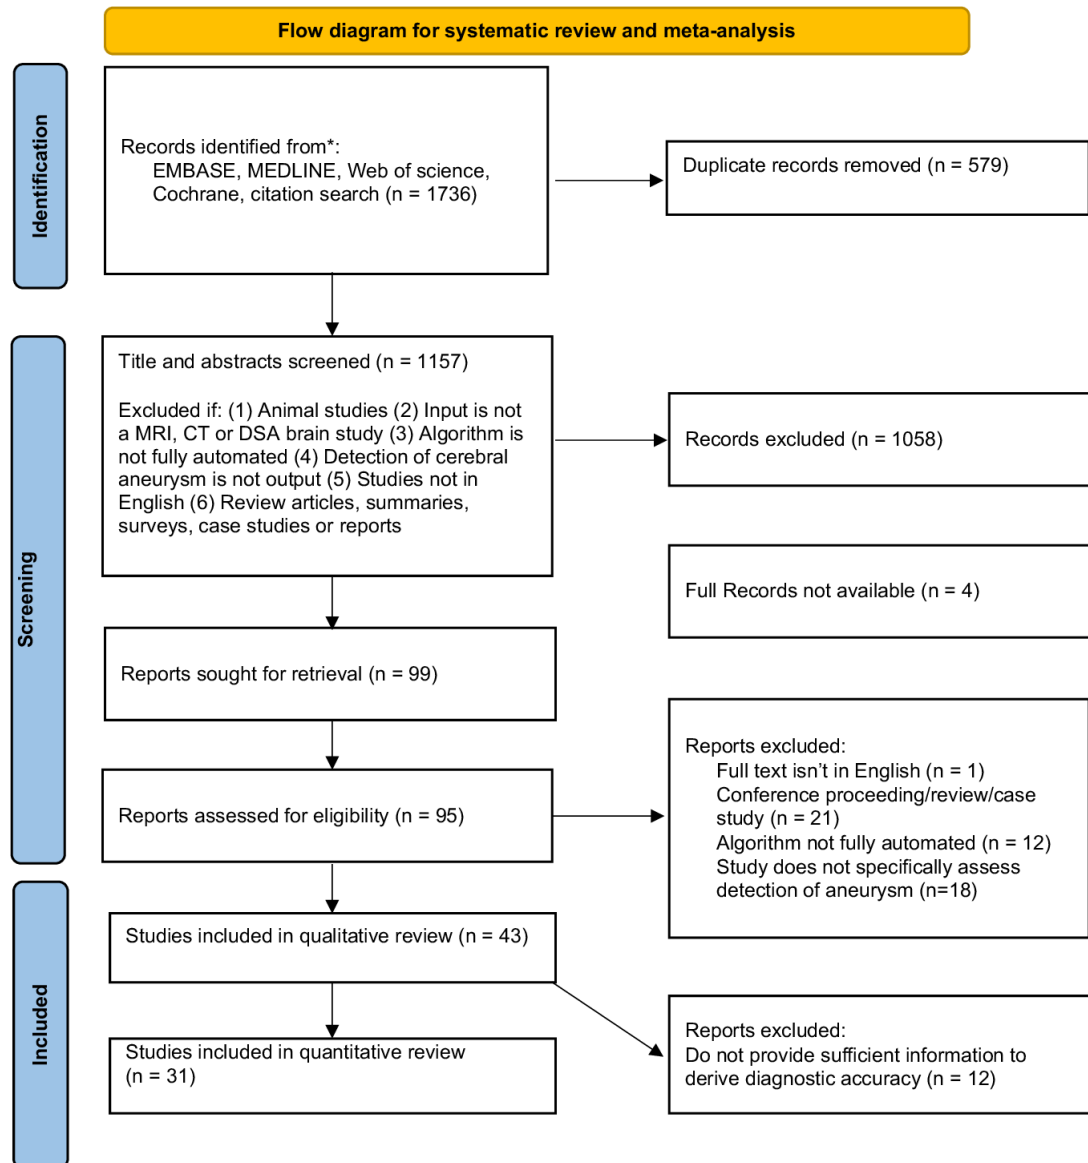 Flow diagram for systematic review and meta-analysis
Identification
Records identified from*:
EMBASE, MEDLINE, Web of science,
Cochrane, citation search (n = 1736)
Duplicate records removed (n = 579)
Screening
Title and abstracts screened (n = 1157)
Excluded if: (1) Animal studies (2) Input is not
a MRI, CT or DSA brain study (3) Algorithm is
not fully automated (4) Detection of cerebral
aneurysm is not output (5) Studies not in
English (6) Review articles, summaries,
surveys, case studies or reports
Records excluded (n = 1058)
Full Records not available (n = 4)
Reports sought for retrieval (n = 99)
Reports assessed for eligibility (n = 95)
Reports excluded:
Full text isn’t in English (n = 1)
Conference proceeding/review/case
study (n = 21)
Algorithm not fully automated (n = 12)
Study does not specifically assess
detection of aneurysm (n=18)
Included
Studies included in qualitative review (n = 43)
Reports excluded:
Do not provide sufficient information to
derive diagnostic accuracy (n = 12)
Studies included in quantitative review
(n = 31)